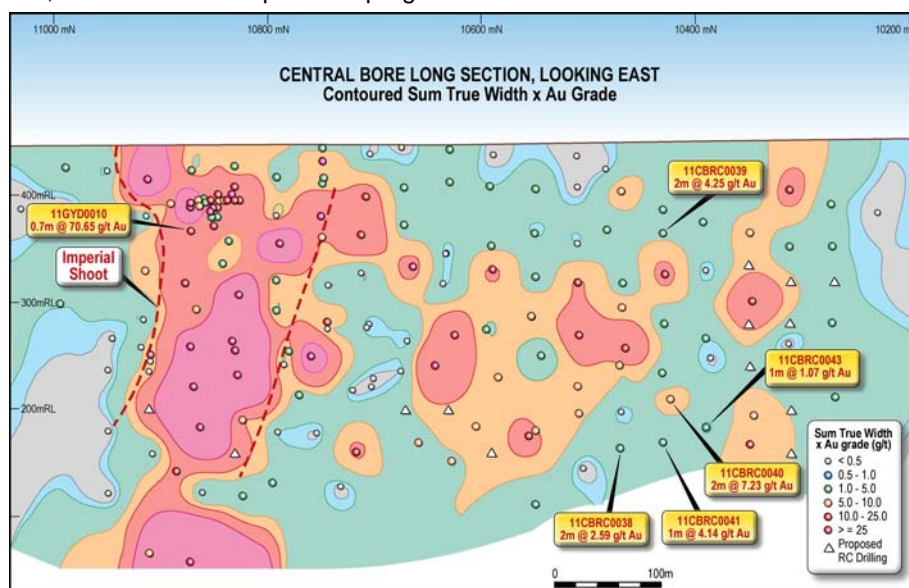 11000 mN
10800 mN
10600 mN
10400 mN
CENTRAL BORE LONG SECTION, LOOKING EAST
Contoured Sum True Width x Au Grade
400mRL
300mRL
200mRL
11GYD0010
0.7m @ 70.65 g/t Au
Imperial
Shoot
11CBRC0039
2m @ 4.25 g/t Au
11CBRC0043
1m @ 1.07 g/t Au
11CBRC0040
2m @ 7.23 g/t Au
11CBRC0038
2m @ 2.59 g/t Au
11CBRC0041
1m @ 4.14 g/t Au
Sum True Width
x Au grade (g/t)
< 0.5
0.5 - 1.0
1.0 - 5.0
5.0 - 10.0
10.0 - 25.0
> = 25
Proposed
RC Drilling
0
100m